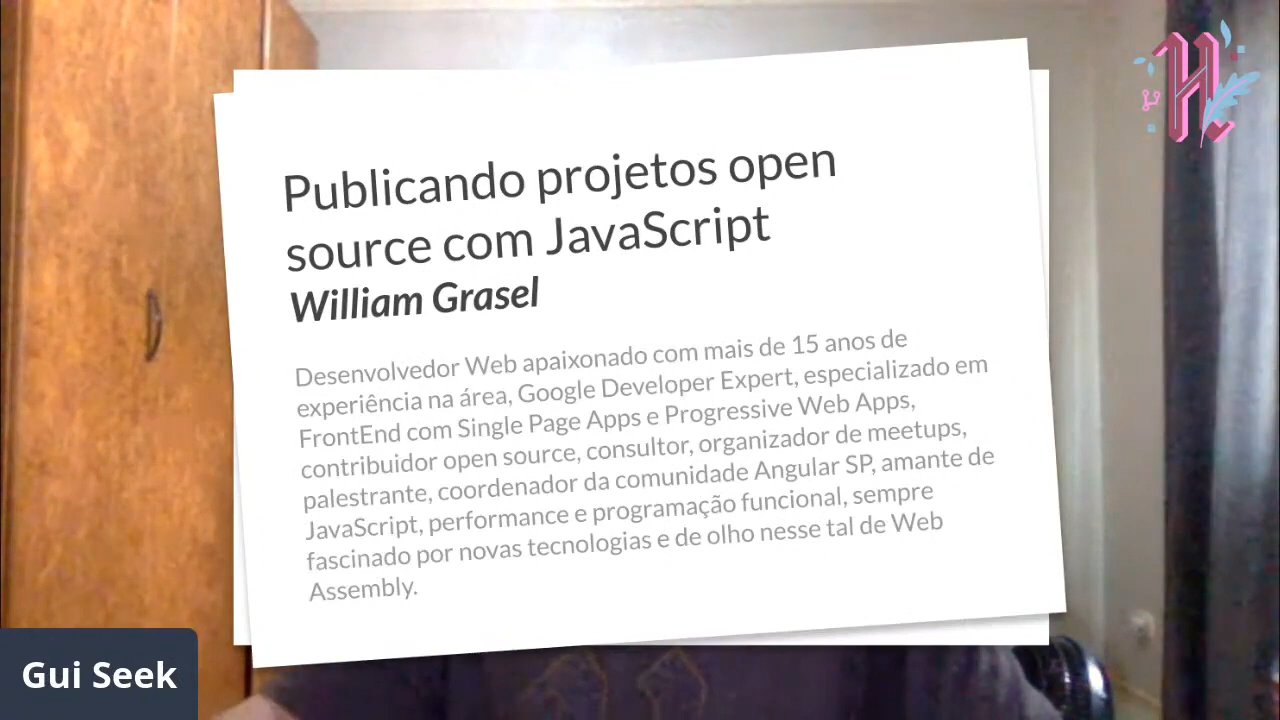 Publicando projetos open
source com JavaScript
William Grasel
Desenvolvedor Web apaixonado com mais de 15 anos de
experiência na área, Google Developer Expert, especializado em
FrontEnd com Single Page Apps e Progressive Web Apps,
contribuidor open source, consultor, organizador de meetups,
palestrante, coordenador da comunidade Angular SP, amante de
JavaScript, performance e programação funcional, sempre
fascinado por novas tecnologias e de olho nesse tal de Web
Assembly.
Gui Seek
H